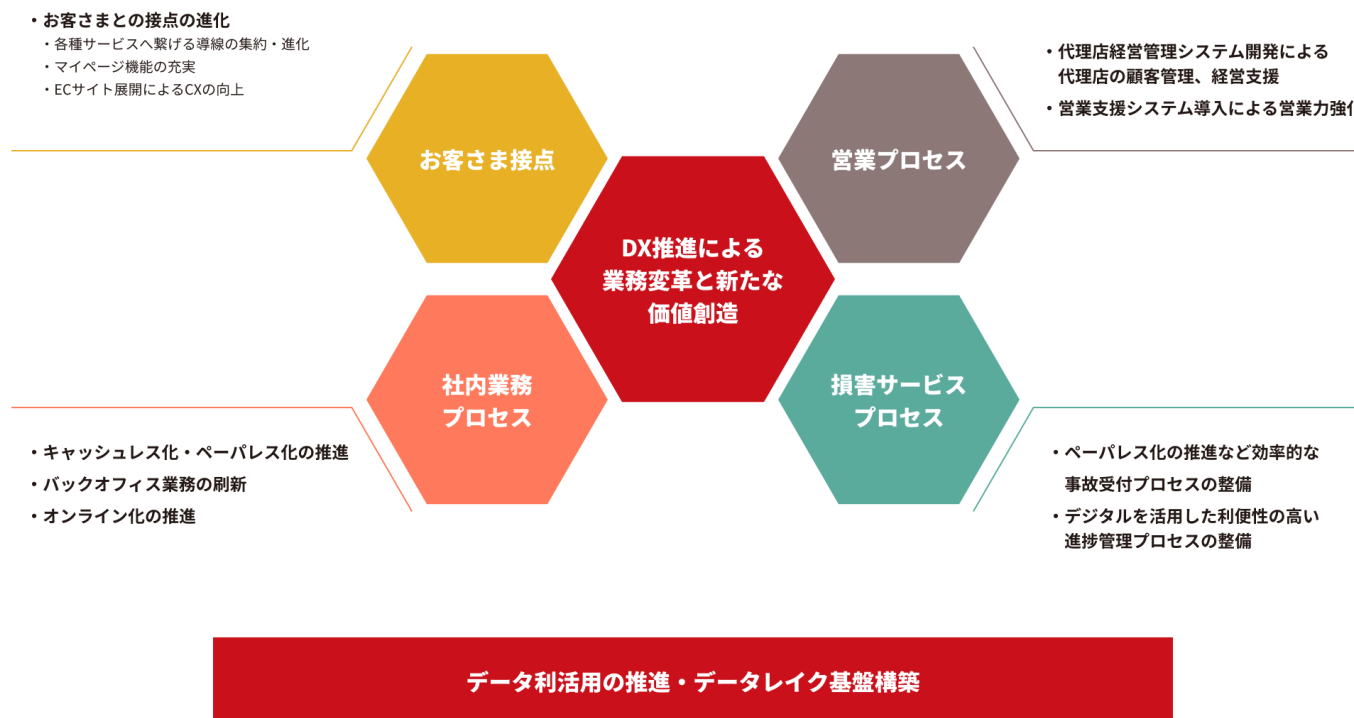 ・お客さまとの接点の進化
・各種サービスへ繋げる導線の集約・進化
・マイページ機能の充実
・ECサイト展開によるCXの向上
・代理店経営管理システム開発による
代理店の顧客管理、経営支援
・営業支援システム導入による営業力強
お客さま接点
営業プロセス
DX推進による
業務変革と新たな
価値創造
社内業務
プロセス
損害サービス
プロセス
・キャッシュレス化・ペーパレス化の推進
・バックオフィス業務の刷新
・オンライン化の推進
・ペーパレス化の推進など効率的な
事故受付プロセスの整備
・デジタルを活用した利便性の高い
進捗管理プロセスの整備
データ利活用の推進・データレイク基盤構築